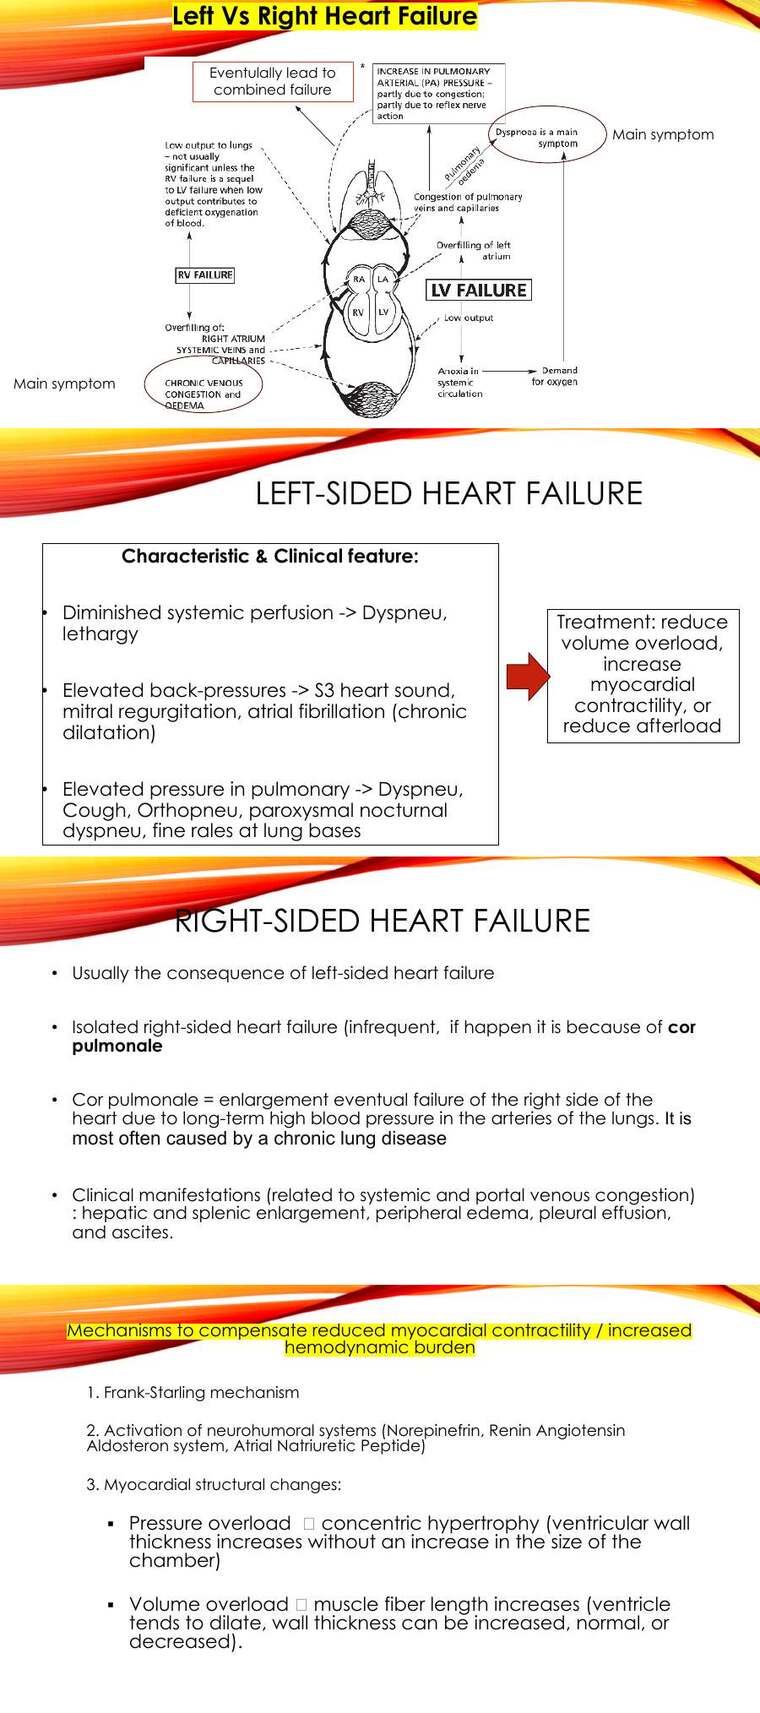 Left Vs Right Heart Failure
Eventulally lead to
combined failure
*
INCREASE IN PULMONARY
ARTERIAL (PA) PRESSURE –
partly due to congestion;
partly due to reflex nerve
action
Dyspnoea is a main
symptom
Main symptom
Pulmonary
oedema
Low output to lungs
– not usually
significant unless the
RV failure is a sequel
to LV failure when low
output contributes to
deficient oxygenation
of blood.
Congestion of pulmonary
veins and capillaries
Overfilling of left
atrium
RV FAILURE
RA
LA
RV
LV
LV FAILURE
Low output
Overfilling of:
RIGHT ATRIUM
SYSTEMIC VEINS and
CAPILLARIES
Main symptom
CHRONIC VENOUS
CONGESTION and
OEDEMA
Anoxia in
systemic
circulation
Demand
for oxygen
LEFT-SIDED HEART FAILURE
Characteristic & Clinical feature:
• Diminished systemic perfusion -> Dyspneu,
lethargy
• Elevated back-pressures -> S3 heart sound,
mitral regurgitation, atrial fibrillation (chronic
dilatation)
• Elevated pressure in pulmonary -> Dyspneu,
Cough, Orthopneu, paroxysmal nocturnal
dyspneu, fine rales at lung bases
Treatment: reduce
volume overload,
increase
myocardial
contractility, or
reduce afterload
RIGHT-SIDED HEART FAILURE
• Usually the consequence of left-sided heart failure
• Isolated right-sided heart failure (infrequent, if happen it is because of cor
pulmonale
• Cor pulmonale = enlargement eventual failure of the right side of the
heart due to long-term high blood pressure in the arteries of the lungs. It is
most often caused by a chronic lung disease
• Clinical manifestations (related to systemic and portal venous congestion)
: hepatic and splenic enlargement, peripheral edema, pleural effusion,
and ascites.
Mechanisms to compensate reduced myocardial contractility / increased
hemodynamic burden
1. Frank-Starling mechanism
2. Activation of neurohumoral systems (Norepinefrin, Renin Angiotensin
Aldosteron system, Atrial Natriuretic Peptide)
3. Myocardial structural changes:
▪ Pressure overload □ concentric hypertrophy (ventricular wall
thickness increases without an increase in the size of the
chamber)
▪ Volume overload □ muscle fiber length increases (ventricle
tends to dilate, wall thickness can be increased, normal, or
decreased).